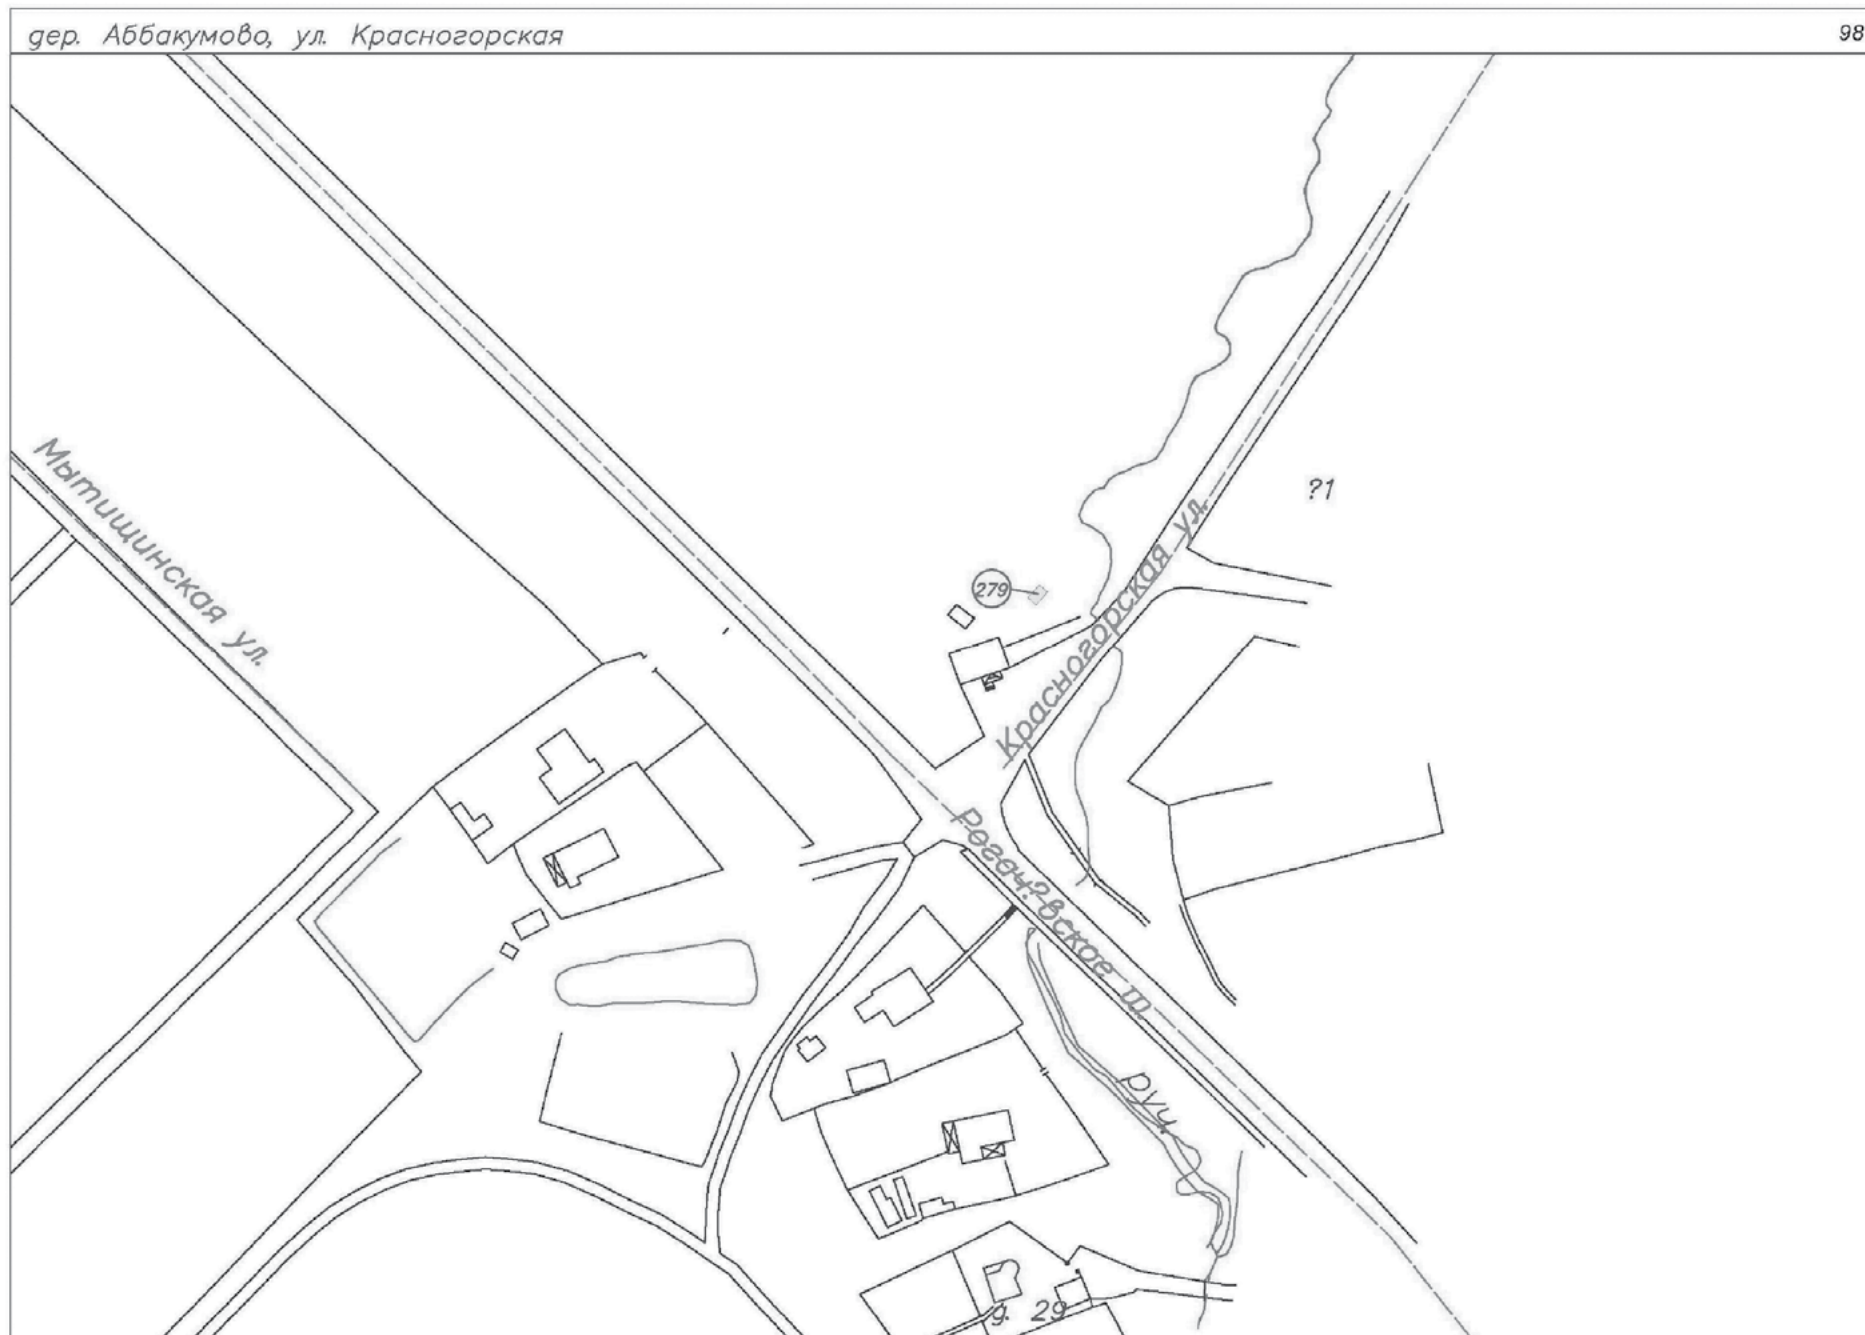 дер. Аббакумово, ул. Красногорская
98
Мытищинская ул.
?1
Красногорская ул.
279
Рогач?вское ш.
руч.
д. 29